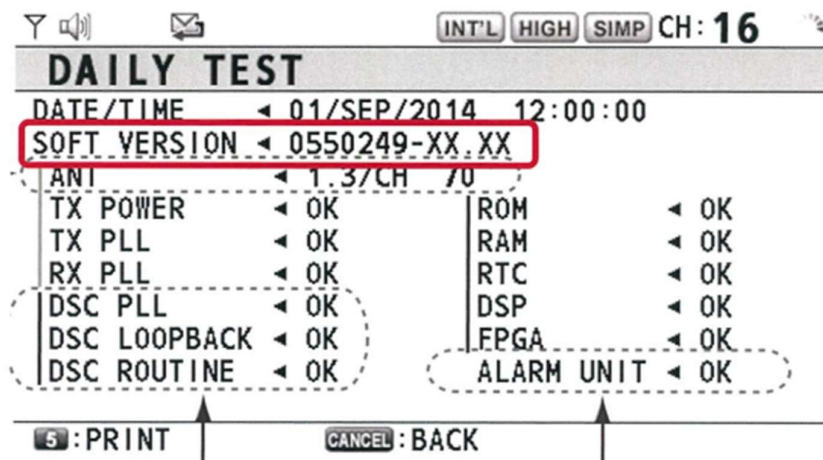 INT'L HIGH SIMP CH: 16
DAILY TEST
DATE/TIME ◄ 01/SEP/2014 12:00:00
SOFT VERSION ◄ 0550249-XX.XX
ANT ◄ 1.3/CH 70
TX POWER ◄ OK ROM ◄ OK
TX PLL ◄ OK RAM ◄ OK
RX PLL ◄ OK RTC ◄ OK
DSC PLL ◄ OK DSP ◄ OK
DSC LOOPBACK ◄ OK FPGA ◄ OK
DSC ROUTINE ◄ OK ALARM UNIT ◄ OK
5 :PRINT CANCEL :BACK